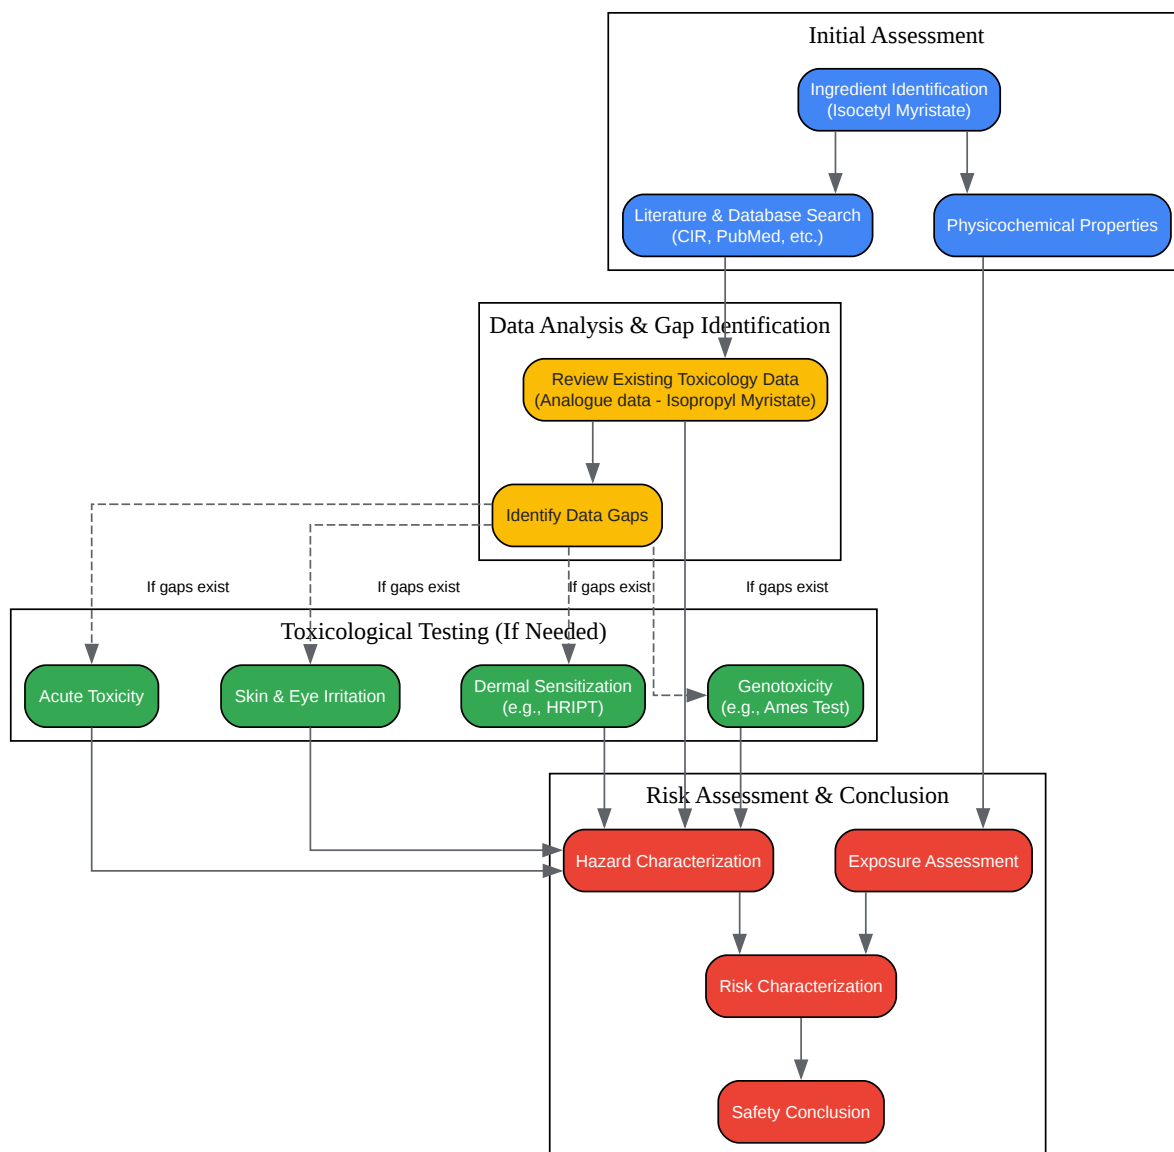 Initial Assessment
Ingredient Identification
(Isocetyl Myristate)
Literature & Database Search
(CIR, PubMed, etc.)
Physicochemical Properties
Data Analysis & Gap Identification
Review Existing Toxicology Data
(Analogue data - Isopropyl Myristate)
Identify Data Gaps
If gaps exist
If gaps exist
If gaps exist
If gaps exist
Toxicological Testing (If Needed)
Acute Toxicity
Skin & Eye Irritation
Dermal Sensitization
(e.g., HRIPT)
Genotoxicity
(e.g., Ames Test)
Risk Assessment & Conclusion
Hazard Characterization
Exposure Assessment
Risk Characterization
Safety Conclusion